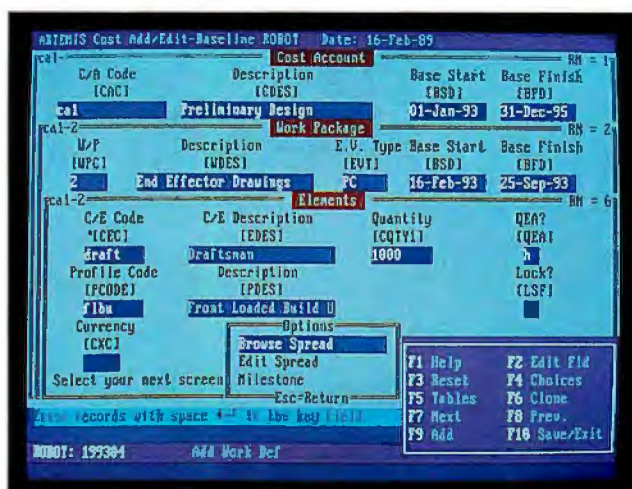 ARTEMIS Cost Add/Edit-Baseline ROBOT Date: 16-Feb-89
ca1- Cost Account RN = 1
C/A Code Description Base Start Base Finish
[CAC] [CDES] [BSD] [BFD]
ca1 Preliminary Design 01-Jan-93 31-Dec-95
ca1-2 Work Package RN = 2
W/P Description E.V. Type Base Start Base Finish
[WPC] [WDES] [EVT] [BSD] [BFD]
2 End Effector Drawings PC 16-Feb-93 25-Sep-93
ca1-2 Elements RN = 6
C/E Code C/E Description Quantity QEA?
*[CEC] [EDES] [CQTY1] [QEA]
draft Draftsman 1000 h
Profile Code Description Lock?
[PCODE] [PDES] [LSF]
flbu Front Loaded Build U
Currency Options
[CXC] Browse Spread
Edit Spread
Select your next screen Milestone
Esc=Return
records with space in the key field
F1 Help F2 Edit Fld
F3 Reset F4 Choices
F5 Tables F6 Clone
F7 Next F8 Prev.
F9 Add F10 Save/Exit
ROBOT: 199304 Add Work Def